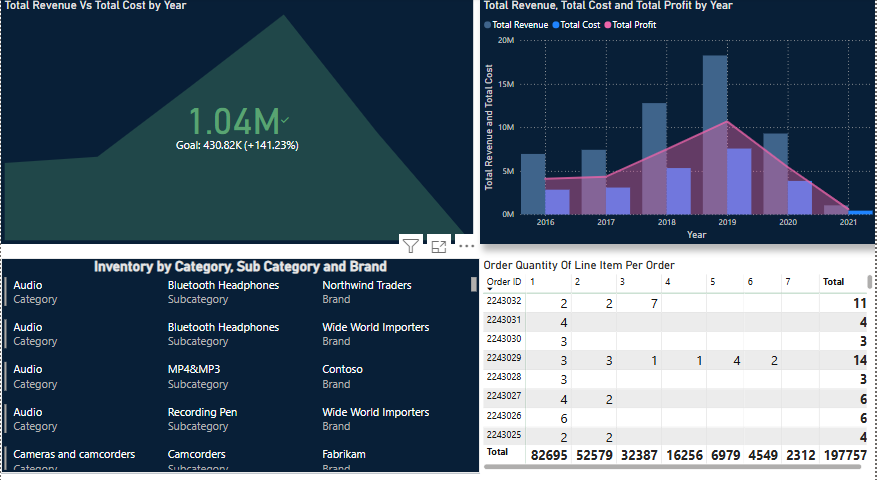 Total Revenue Vs Total Cost by Year
1.04M
Goal: 430.82K (+141.23%)
Total Revenue, Total Cost and Total Profit by Year
Total Revenue Total Cost Total Profit
Total Revenue and Total Cost
20M
15M
10M
5M
0M
2016 2017 2018 2019 2020 2021
Year
Inventory by Category, Sub Category and Brand
Audio Bluetooth Headphones Northwind Traders
Category Subcategory Brand
Audio Bluetooth Headphones Wide World Importers
Category Subcategory Brand
Audio MP4&MP3 Contoso
Category Subcategory Brand
Audio Recording Pen Wide World Importers
Category Subcategory Brand
Cameras and camcorders Camcorders Fabrikam
Category Subcategory Brand
Order Quantity Of Line Item Per Order
Order ID 1 2 3 4 5 6 7 Total
2243032 2 2 7 11
2243031 4 4
2243030 3 3
2243029 3 3 1 1 4 2 14
2243028 3 3
2243027 4 2 6
2243026 6 6
2243025 2 2 4
Total 82695 52579 32387 16256 6979 4549 2312 197757